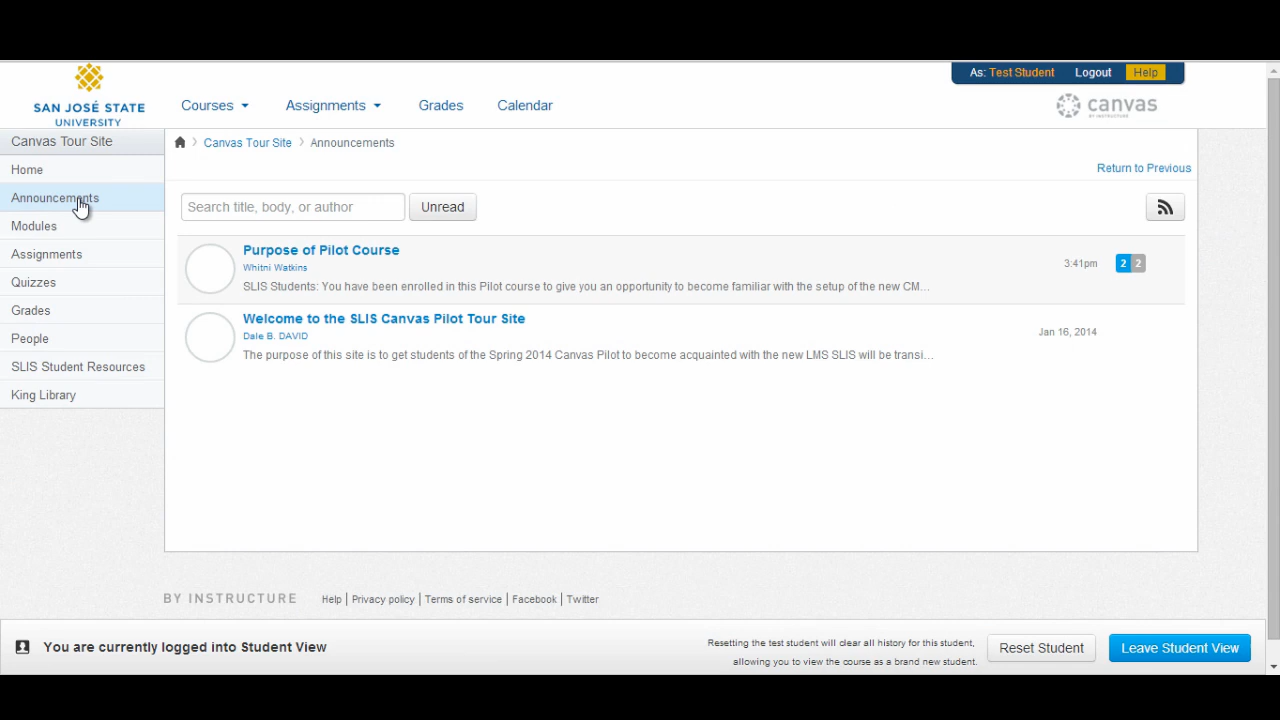 As: Test Student Logout Help
SAN JOSÉ STATE
UNIVERSITY
Courses Assignments Grades Calendar
canvas
BY INSTRUCTURE
Canvas Tour Site
Home
Announcements
Modules
Assignments
Quizzes
Grades
People
SLIS Student Resources
King Library
Canvas Tour Site Announcements
Return to Previous
Search title, body, or author Unread
Purpose of Pilot Course
Whitni Watkins
SLIS Students: You have been enrolled in this Pilot course to give you an opportunity to become familiar with the setup of the new CM...
3:41pm 2 2
Welcome to the SLIS Canvas Pilot Tour Site
Dale B. DAVID
The purpose of this site is to get students of the Spring 2014 Canvas Pilot to become acquainted with the new LMS SLIS will be transi...
Jan 16, 2014
BY INSTRUCTURE Help | Privacy policy | Terms of service | Facebook | Twitter
You are currently logged into Student View
Resetting the test student will clear all history for this student,
allowing you to view the course as a brand new student.
Reset Student Leave Student View